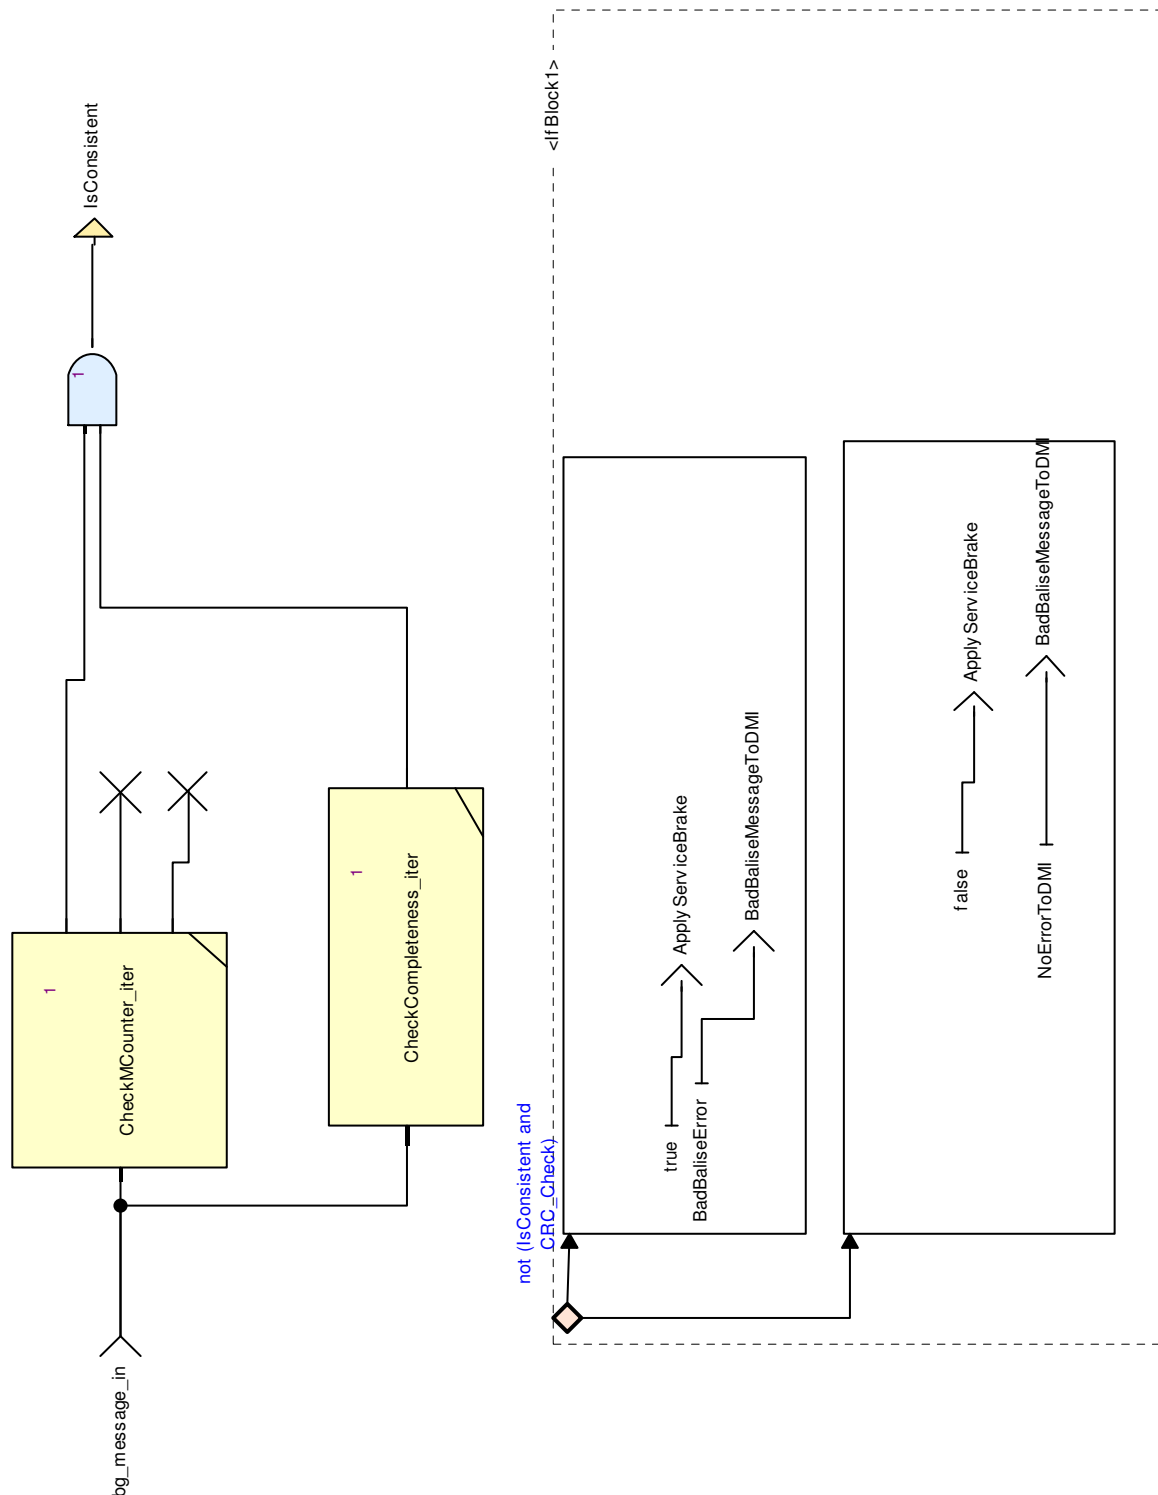 bg_message_in
CheckMCounter_iter
1
CheckCompleteness_iter
1
1
IsConsistent
<If Block1>
not (IsConsistent and
CRC_Check)
true
ApplyServiceBrake
BadBaliseError
BadBaliseMessageToDMI
false
ApplyServiceBrake
NoErrorToDMI
BadBaliseMessageToDMI